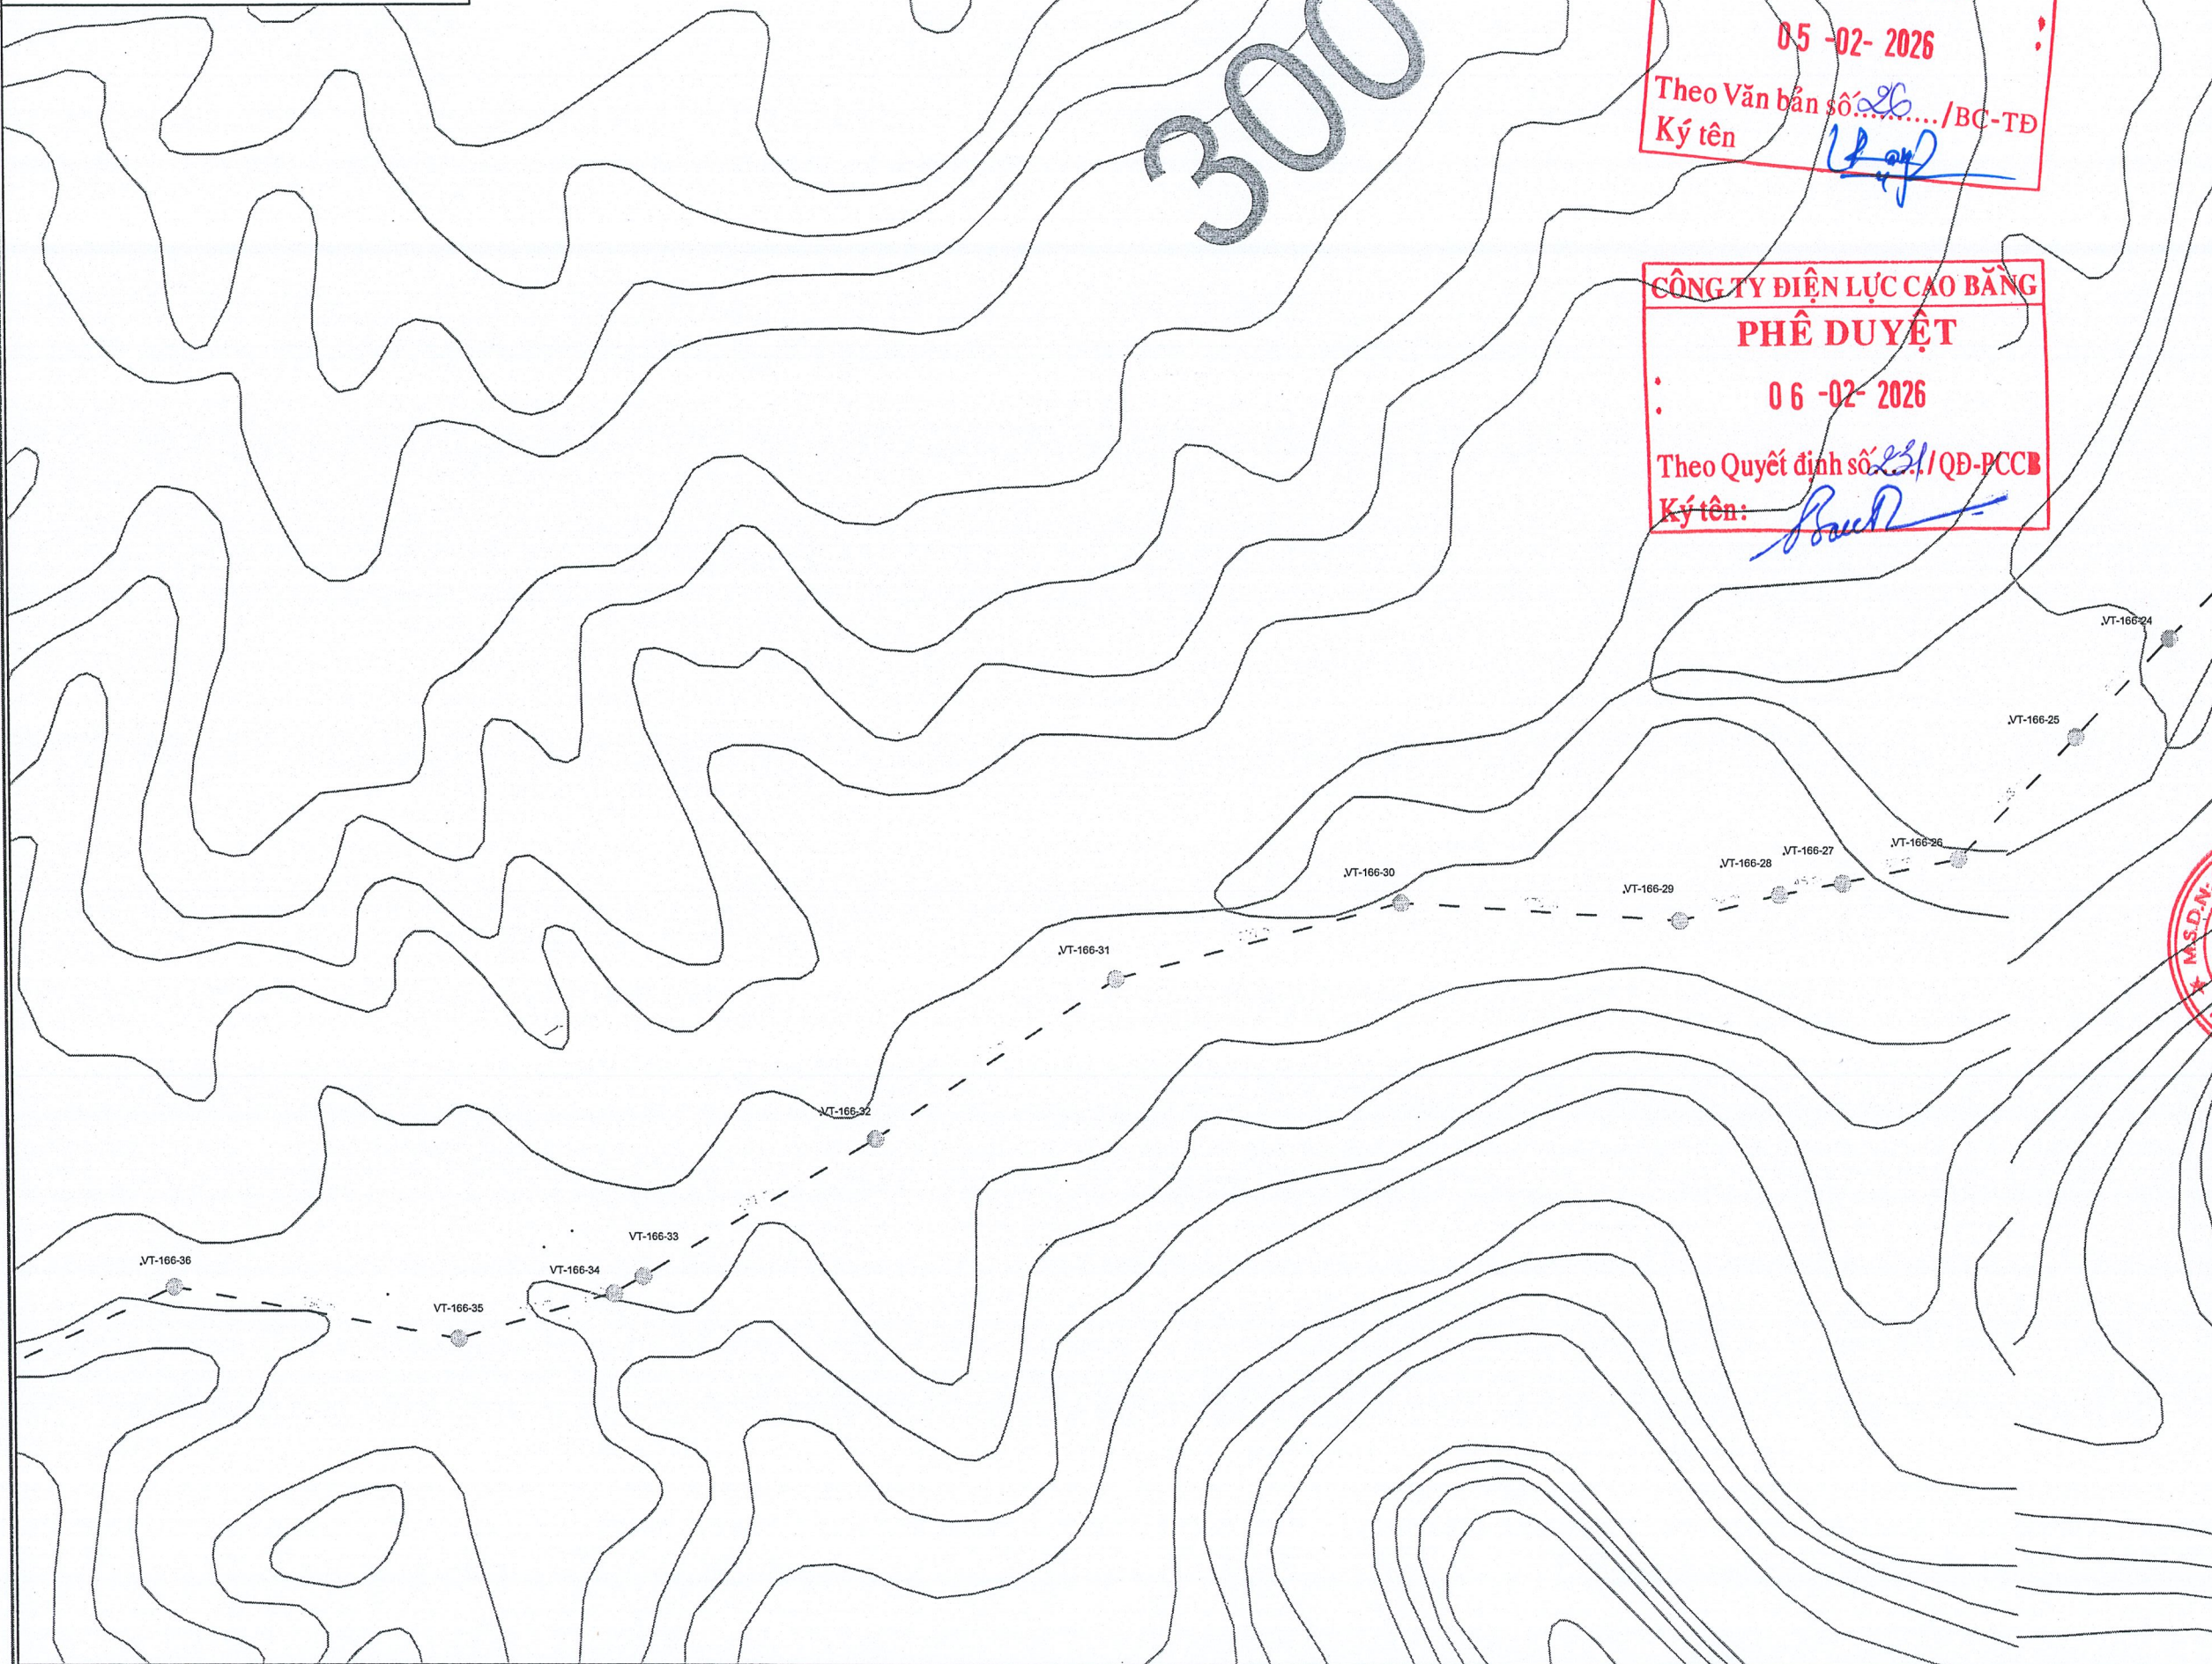 300
05 -02- 2026
Theo Văn bản số 26 ......../BC-TĐ
Ký tên
CÔNG TY ĐIỆN LỰC CAO BẰNG
PHÊ DUYỆT
06 -02- 2026
Theo Quyết định số 231/QĐ-PCCB
Ký tên:
VT-166-24
VT-166-25
VT-166-26
VT-166-27
VT-166-28
VT-166-29
VT-166-30
VT-166-31
VT-166-32
VT-166-33
VT-166-34
VT-166-35
VT-166-36
M.S.D.N: